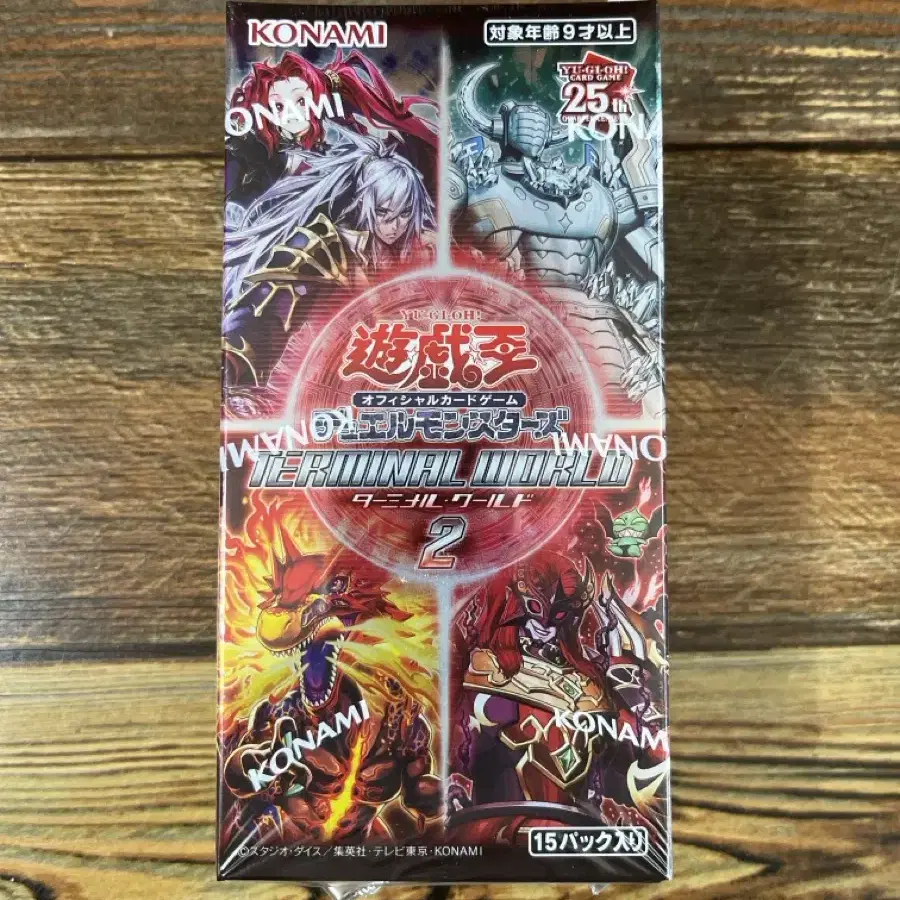 KONAMI
対象年齢9才以上
YU-GI-OH!
CARD GAME
25th
KONAMI
KONAMI
YU-GI-OH!
遊戯王
オフィシャルカードゲーム
デュエルモンスターズ
KONAMI
KONAMI
KONAMI
TERMINAL WORLD
ターミナル・ワールド
2
KONAMI
KONAMI
15パック入り
©スタジオ・ダイス/集英社・テレビ東京・KONAMI